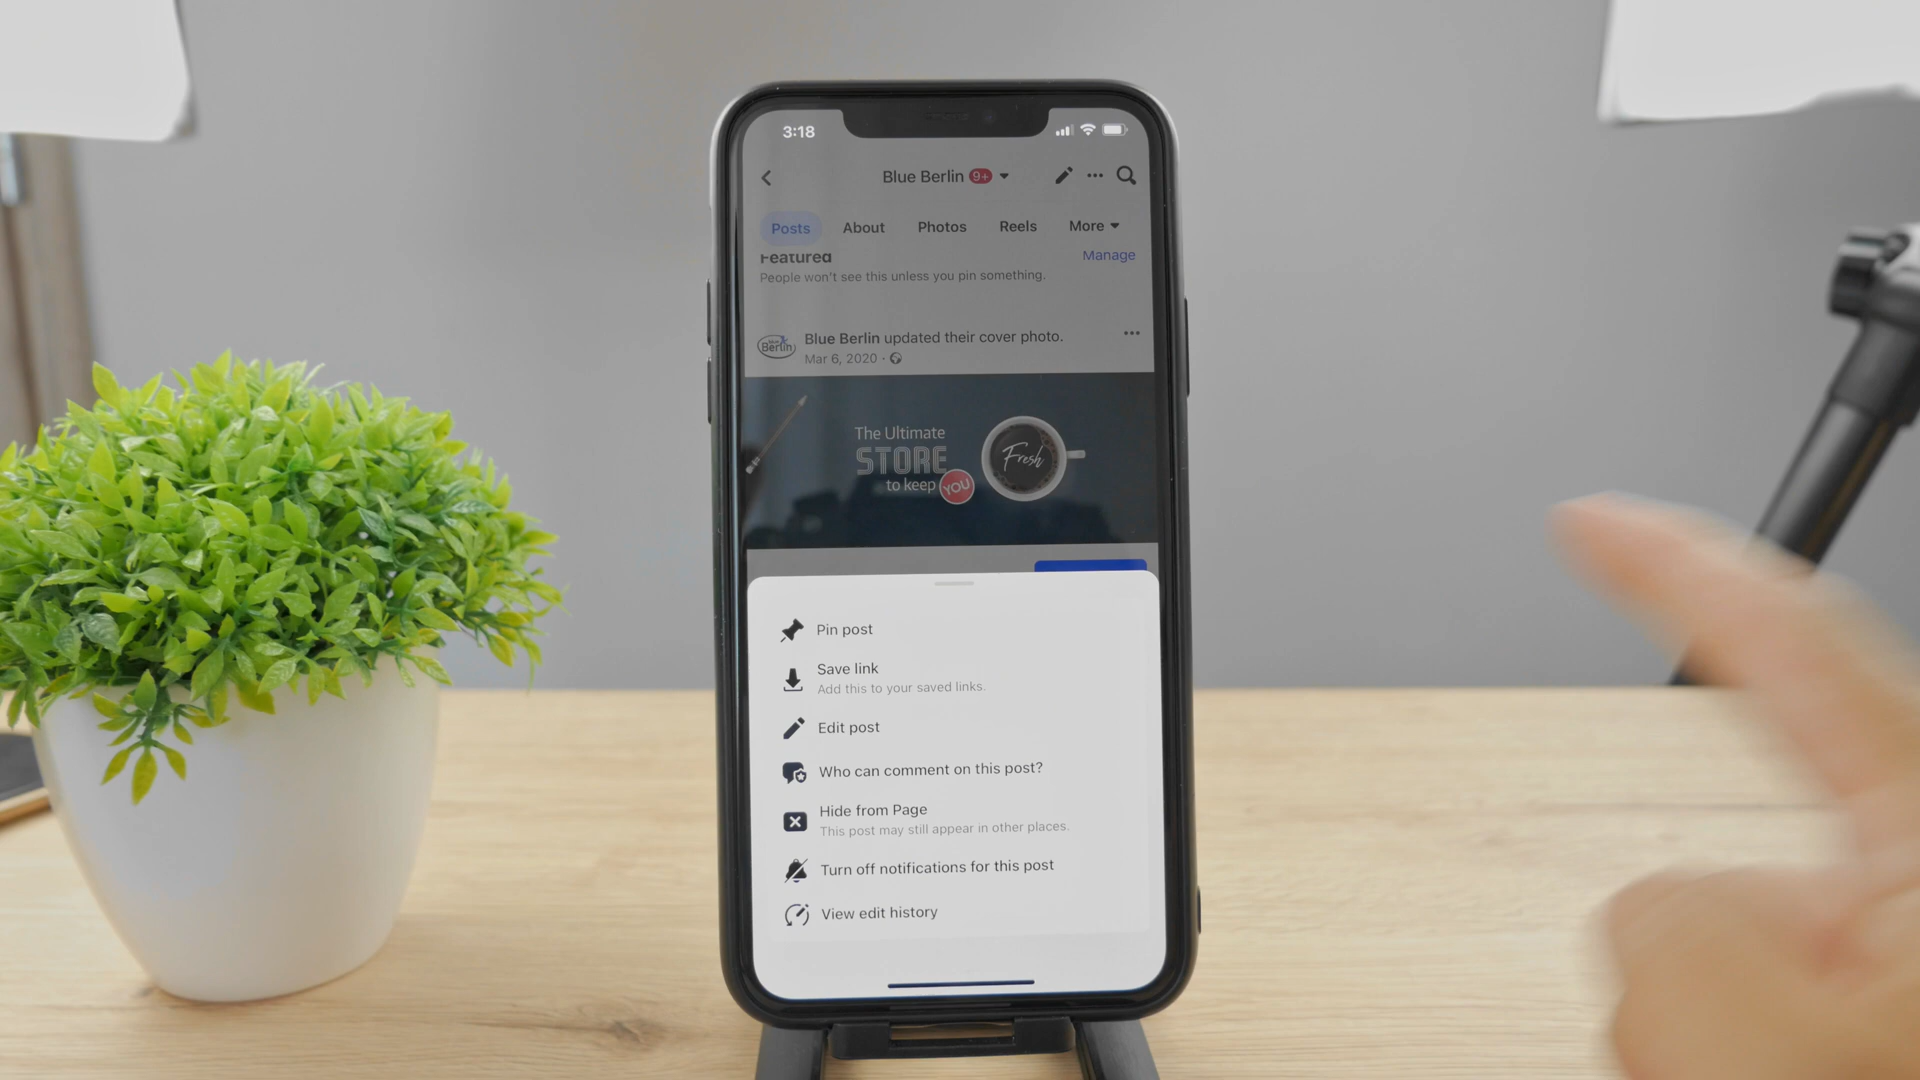 3:18
Blue Berlin 9+
Posts About Photos Reels More
Featured Manage
People won't see this unless you pin something.
Blue Berlin updated their cover photo.
Berlin
Mar 6, 2020 ·
The Ultimate
STORE
to keep YOU
Fresh
Pin post
Save link
Add this to your saved links.
Edit post
Who can comment on this post?
Hide from Page
This post may still appear in other places.
Turn off notifications for this post
View edit history